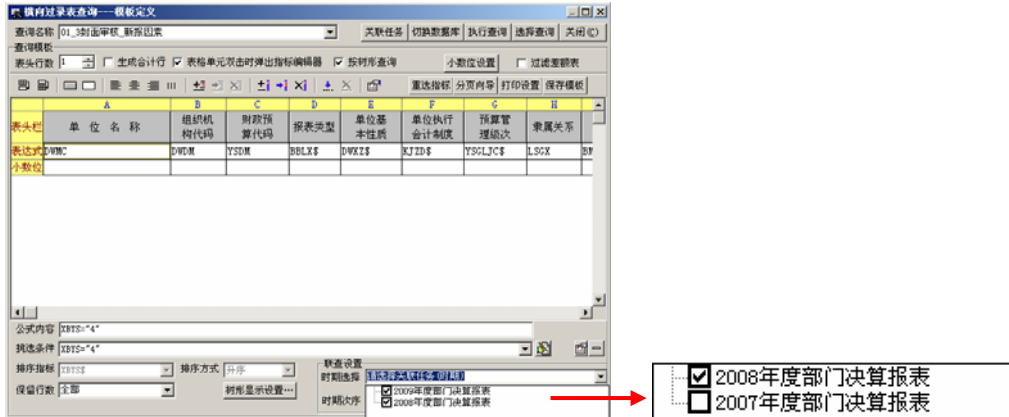 横向过录表查询---模板定义
查询名称 01_3封面审核_新报因素 关联任务 切换数据库 执行查询 选择查询 关闭(C)
查询模板
表头行数 1 生成合计行 表格单元双击时弹出指标编辑器 按树形查询 小数位设置 过滤差额表
重选指标 分页向导 打印设置 保存模板
A B C D E F G H
表头栏 单 位 名 称 组织机构代码 财政预算代码 报表类型 单位基本性质 单位执行会计制度 预算管理级次 隶属关系
表达式 DWMC DWDM YSDM BBLX$ DWXZ$ KJZD$ YSGLJC$ LSGX
小数位
公式内容 XBYS="4"
挑选条件 XBYS="4"
排序指标 XBYS$ 排序方式 升序 联查设置
时期选择 请选择关联任务(时期)
保留行数 全部 树形显示设置...
2009年度部门决算报表
时期次序 2008年度部门决算报表
2008年度部门决算报表
2007年度部门决算报表